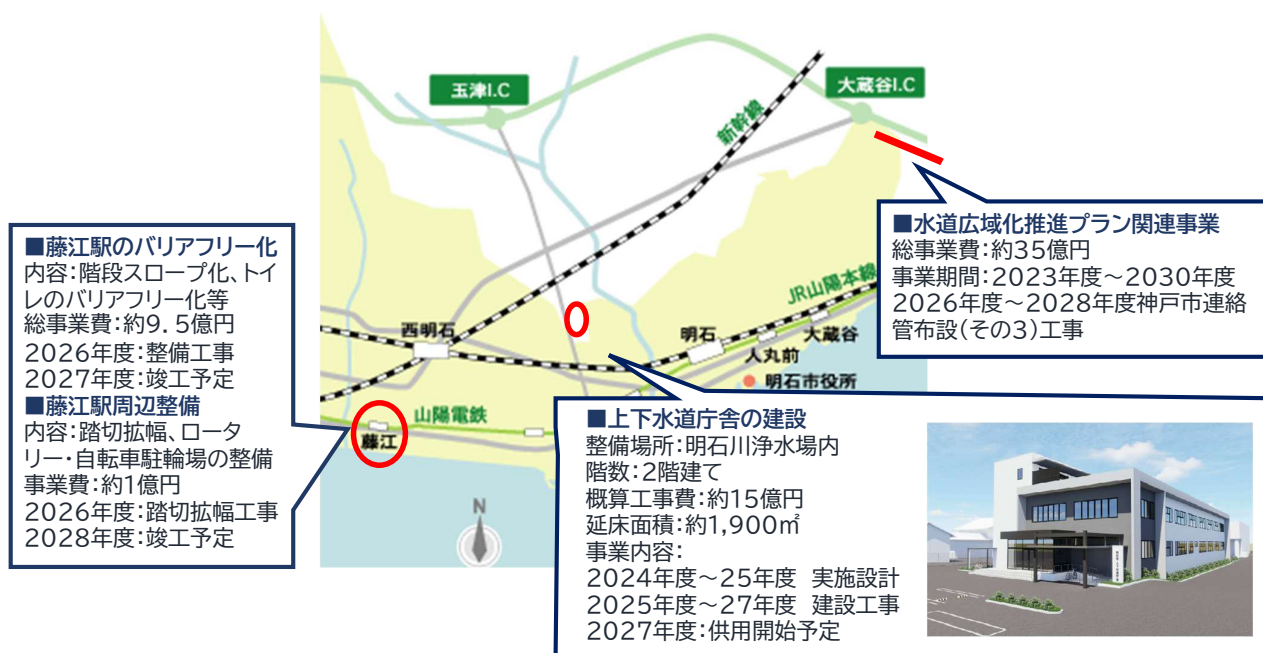 玉津I.C
大蔵谷I.C
新幹線
■水道広域化推進プラン関連事業
総事業費:約35億円
事業期間:2023年度～2030年度
2026年度～2028年度神戸市連絡
管布設(その3)工事
■藤江駅のバリアフリー化
内容:階段スロープ化、トイ
レのバリアフリー化等
総事業費:約9.5億円
2026年度:整備工事
2027年度:竣工予定
■藤江駅周辺整備
内容:踏切拡幅、ロータ
リー・自転車駐輪場の整備
事業費:約1億円
2026年度:踏切拡幅工事
2028年度:竣工予定
JR山陽本線
西明石
明石
大蔵谷
人丸前
明石市役所
山陽電鉄
藤江
N
■上下水道庁舎の建設
整備場所:明石川浄水場内
階数:2階建て
概算工事費:約15億円
延床面積:約1,900㎡
事業内容:
2024年度～25年度 実施設計
2025年度～27年度 建設工事
2027年度:供用開始予定